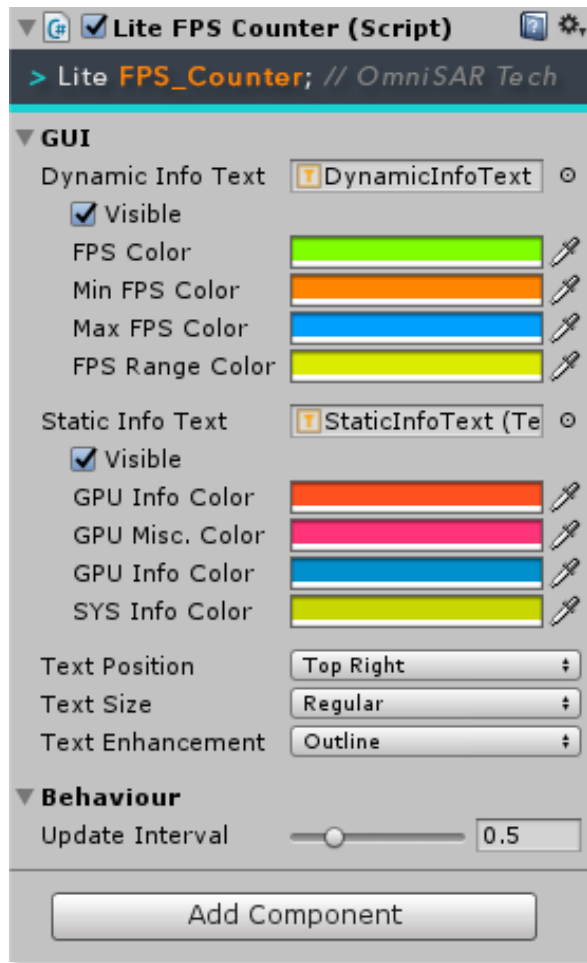 Lite FPS Counter (Script)
> Lite FPS_Counter; // OmniSAR Tech
GUI
Dynamic Info Text DynamicInfoText
Visible
FPS Color
Min FPS Color
Max FPS Color
FPS Range Color
Static Info Text StaticInfoText (Te
Visible
GPU Info Color
GPU Misc. Color
GPU Info Color
SYS Info Color
Text Position Top Right
Text Size Regular
Text Enhancement Outline
Behaviour
Update Interval 0.5
Add Component